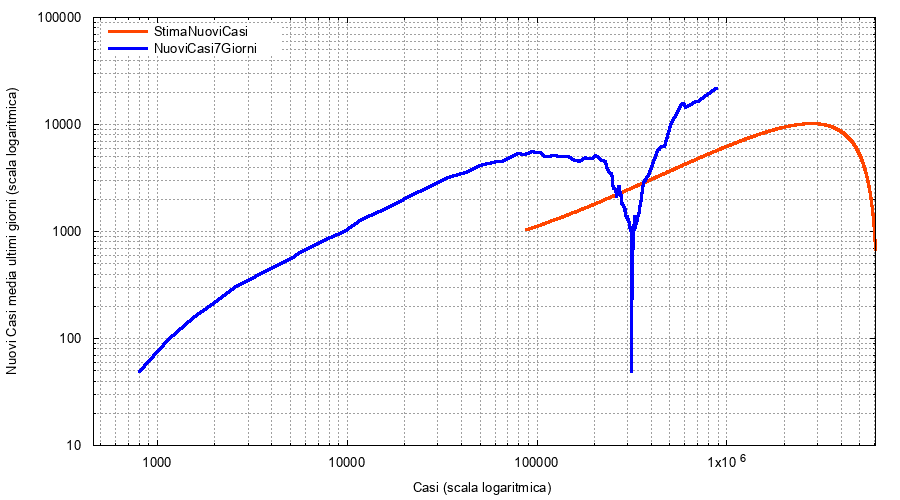 StimaNuoviCasi
NuoviCasi7Giorni
Nuovi Casi media ultimi giorni (scala logaritmica)
100000
10000
1000
100
10
1000
10000
100000
1x10 6
Casi (scala logaritmica)